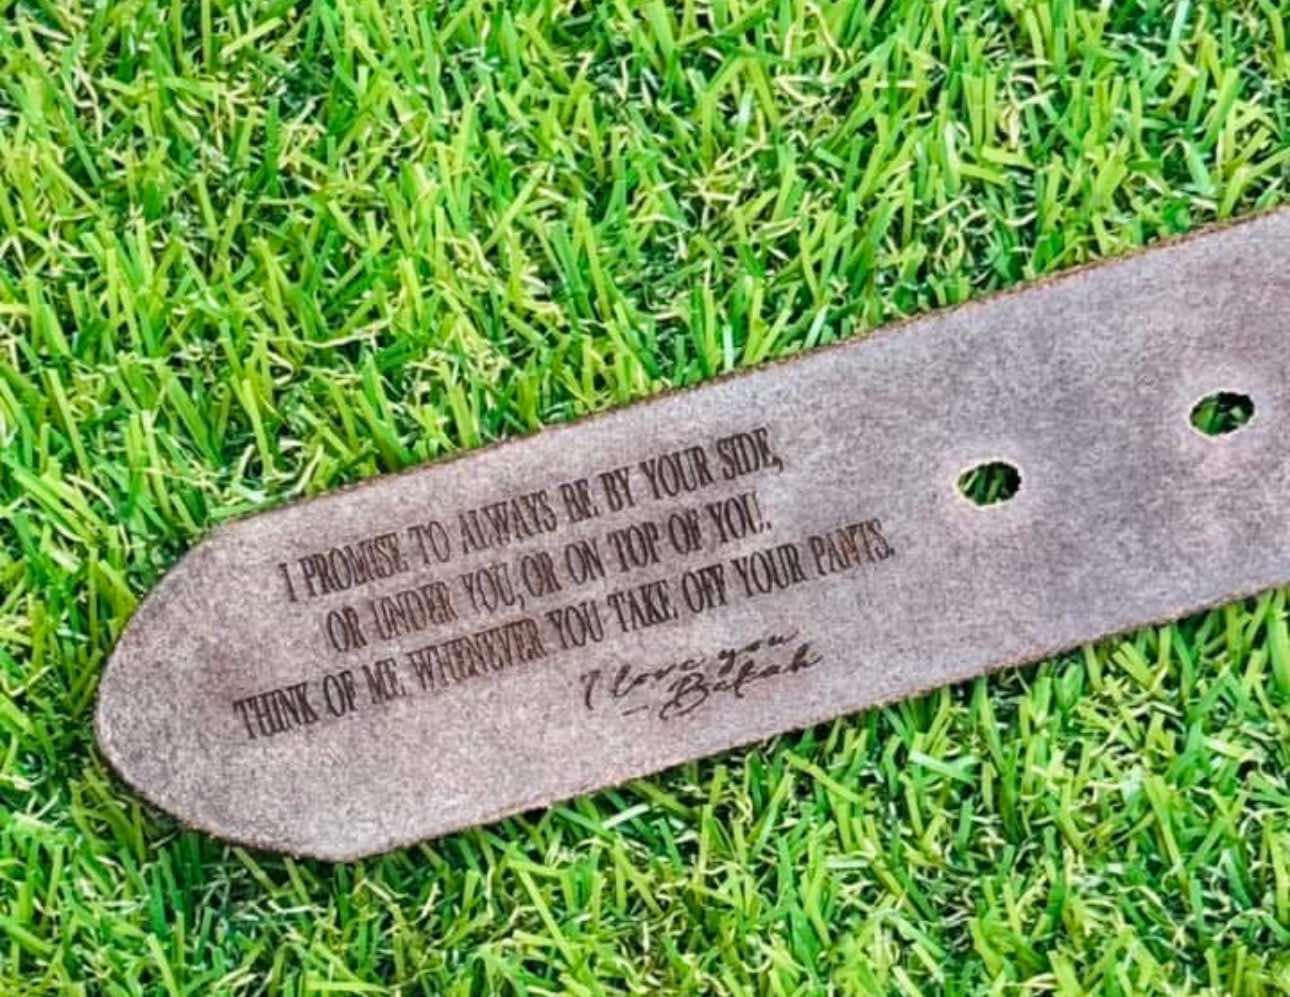 I PROMISE TO ALWAYS BE BY YOUR SIDE,
OR UNDER YOU, OR ON TOP OF YOU.
THINK OF ME WHENEVER YOU TAKE OFF YOUR PANTS.
I love you